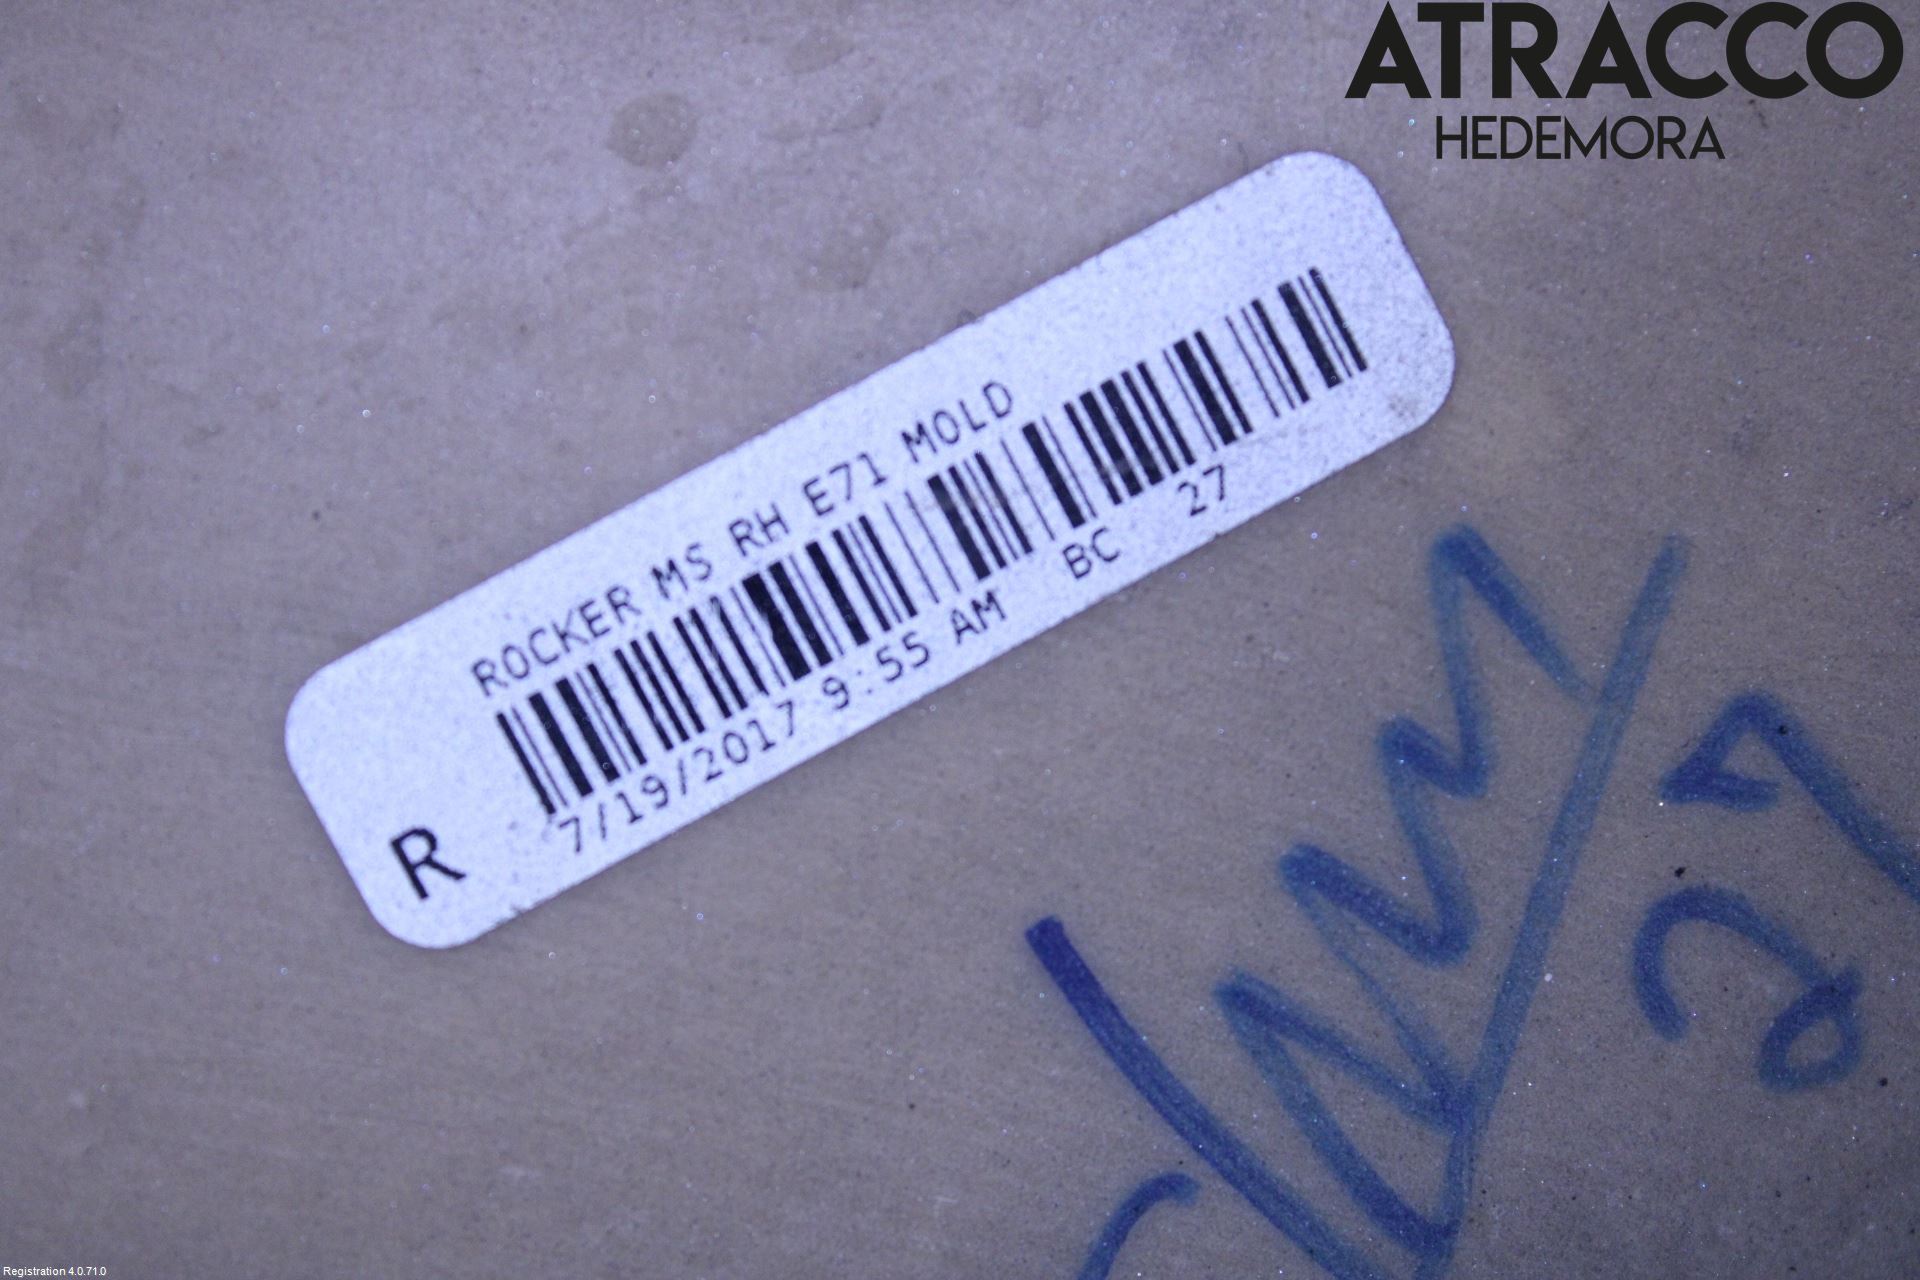 ATRACCO
HEDEMORA
ROCKER MS RH E71 MOLD
7/19/2017 9:55 AM BC 27
R
Registration 4.0.71.0